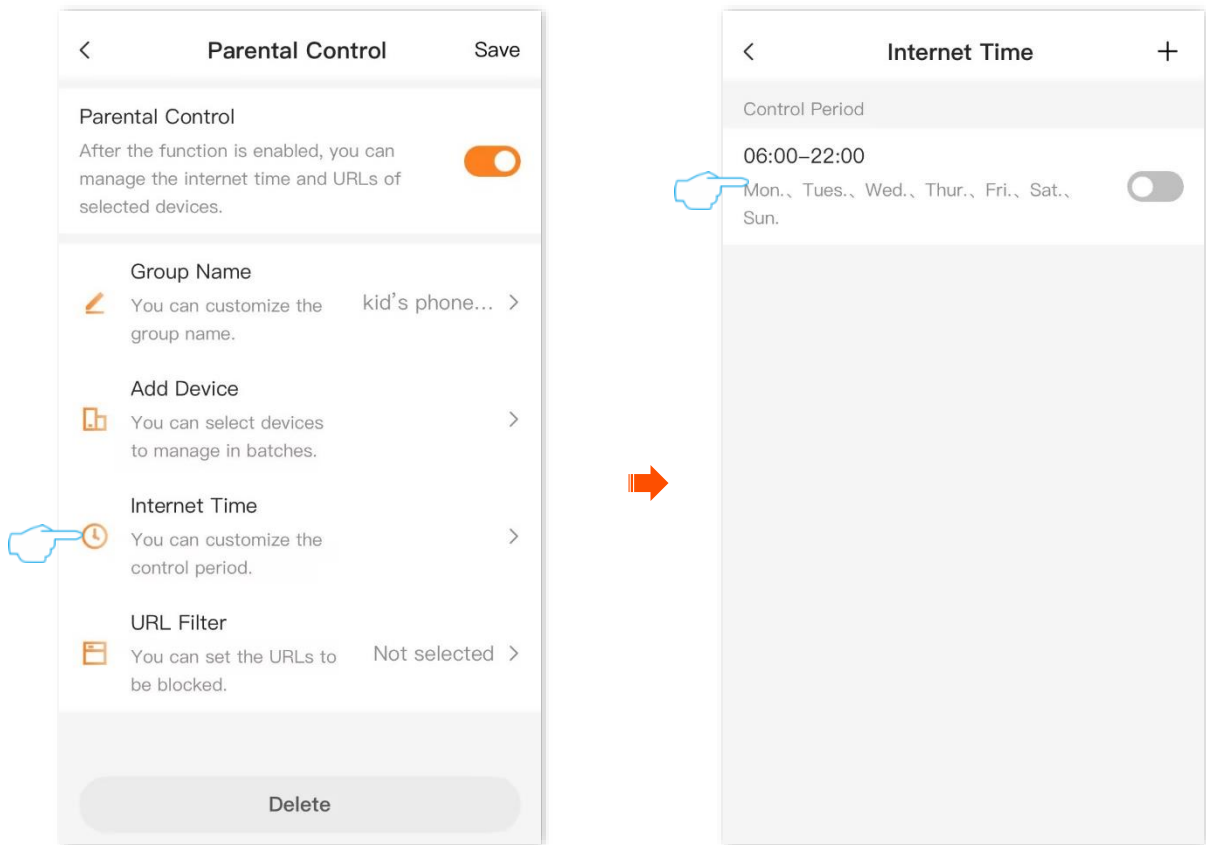 Parental Control
Save
Parental Control
After the function is enabled, you can
manage the internet time and URLs of
selected devices.
Group Name
You can customize the
group name.
kid's phone...
Add Device
You can select devices
to manage in batches.
Internet Time
You can customize the
control period.
URL Filter
You can set the URLs to
be blocked.
Not selected
Delete
Internet Time
Control Period
06:00–22:00
Mon.、Tues.、Wed.、Thur.、Fri.、Sat.、
Sun.